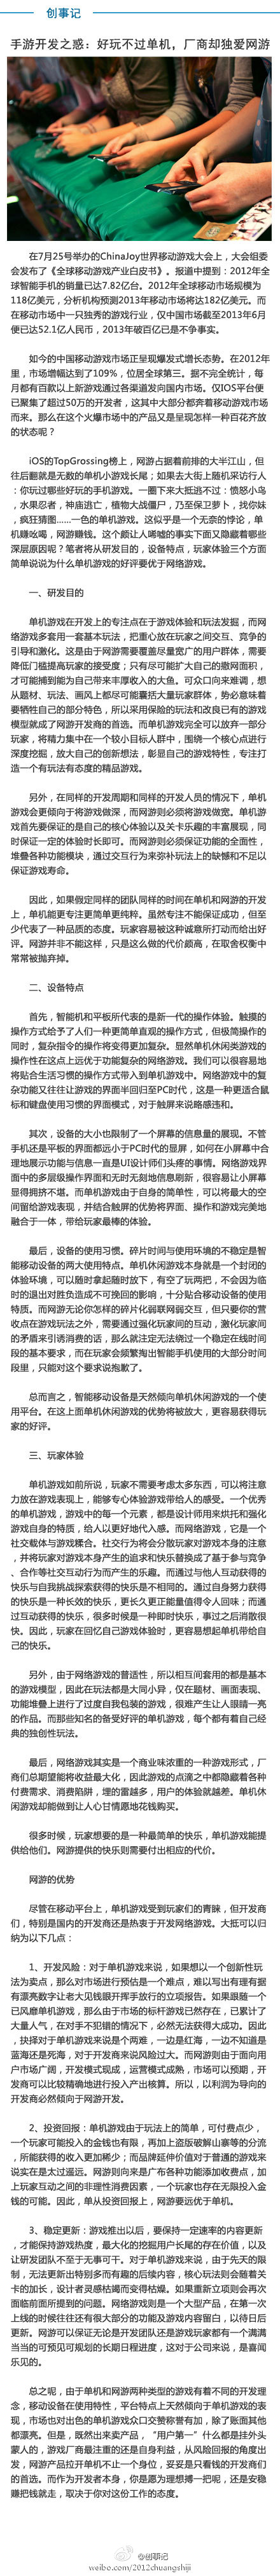 创事记
手游开发之惑：好玩不过单机，厂商却独爱网游
在7月25号举办的ChinaJoy世界移动游戏大会上，大会组委
会发布了《全球移动游戏产业白皮书》。报道中提到：2012年全
球智能手机的销量已达7.82亿台。2012年全球移动市场规模为
118亿美元，分析机构预测2013年移动市场将达182亿美元。而
在移动市场中一只独秀的游戏行业，仅中国市场截至2013年6月
便已达52.1亿人民币，2013年破百亿已是不争事实。
如今的中国移动游戏市场正呈现爆发式增长态势。在2012年
里，市场增幅达到了109%，位居全球第三。据不完全统计，每
月都有百款以上新游戏通过各渠道发向国内市场。仅IOS平台便
已聚集了超过50万的开发者，这其中大部分都奔着移动游戏市场
而来。那么在这个火爆市场中的产品又是呈现怎样一种百花齐放
的状态呢？
iOS的TopGrossing榜上，网游占据着前排的大半江山，但
往后翻就是无数的单机小游戏长尾；如果去大街上随机采访行人
：你玩过哪些好玩的手机游戏。一圈下来大抵逃不过：愤怒小鸟
，水果忍者，神庙逃亡，植物大战僵尸，乃至保卫萝卜，找你妹
，疯狂猜图……一色的单机游戏。这似乎是一个无奈的悖论，单
机赚吆喝，网游赚钱。这个颇让人唏嘘的事实下面又隐藏着哪些
深层原因呢？笔者将从研发目的，设备特点，玩家体验三个方面
简单说说为什么单机游戏的好评要优于网络游戏。
一、研发目的
单机游戏在开发上的专注点在于游戏体验和玩法发掘，而网
络游戏多套用一套基本玩法，把重心放在玩家之间交互、竞争的
引导和激化。这是由于网游需要覆盖尽量宽广的用户群体，需要
降低门槛提高玩家的接受度；只有尽可能扩大自己的撒网面积，
才可能捕到能为自己带来丰厚收入的大鱼。可众口向来难调，想
从题材、玩法、画风上都尽可能囊括大量玩家群体，势必意味着
要牺牲自己的部分特色，所以采用保险的玩法和改良已有的游戏
模型就成了网游开发商的首选。而单机游戏完全可以放弃一部分
玩家，将精力集中在一个较小目标人群中，围绕一个核心点进行
深度挖掘，放大自己的创新想法，彰显自己的游戏特性，专注打
造一个有玩法有态度的精品游戏。
另外，在同样的开发周期和同样的开发人员的情况下，单机
游戏会更倾向于将游戏做深，而网游则必须将游戏做宽。单机游
戏首先要保证的是自己的核心体验以及关卡乐趣的丰富展现，同
时保证一定的体验时长即可。而网游则必须保证功能的全面性，
堆叠各种功能模块，通过交互行为来弥补玩法上的缺憾和不足以
保证游戏寿命。
因此，如果假定同样的团队同样的时间在单机和网游的开发
上，单机能更专注更简单更纯粹。虽然专注不能保证成功，但至
少代表了一种品质的态度。玩家容易被这种诚意所打动而给出好
评。网游并非不能这样，只是这么做的代价颇高，在取舍权衡中
常常被抛弃掉。
二、设备特点
首先，智能机和平板所代表的是新一代的操作体验。触摸的
操作方式给予了人们一种更简单直观的操作方式，但极简操作的
同时，复杂指令的操作将变得更加复杂。显然单机休闲类游戏的
操作性在这点上远优于功能复杂的网络游戏。我们可以很容易地
将贴合生活习惯的操作方式带入到单机游戏中。网络游戏中的复
杂功能又往往让游戏的界面半回归至PC时代，这是一种更适合鼠
标和键盘使用习惯的界面模式，对于触屏来说略感违和。
其次，设备的大小也限制了一个屏幕的信息量的展现。不管
手机还是平板的界面都远小于PC时代的显屏，如何在小屏幕中合
理地展示功能与信息一直是UI设计师们头疼的事情。网络游戏界
面中的多层级操作界面和无时无刻地信息刷新，很容易让小屏幕
显得拥挤不堪。而单机游戏由于自身的简单性，可以将最大的空
间留给游戏表现，并结合触屏的优势将界面、操作和游戏完美地
融合于一体，带给玩家最棒的体验。
最后，设备的使用习惯。碎片时间与使用环境的不稳定是智
能移动设备的两大使用特点。单机休闲游戏本身就是一个封闭的
体验环境，可以随时拿起随时放下，有空了玩两把，不会因为临
时的退出对胜负造成不可挽回的影响，十分贴合移动设备的使用
特质。而网游无论你怎样的碎片化弱联网弱交互，但只要你的营
收点在游戏玩法之外，需要通过强化玩家间的互动，激化玩家间
的矛盾来引诱消费的话，那么就注定无法绕过一个稳定在线时间
段的基本要求，而在玩家会频繁掏出智能手机使用的大部分时间
段里，只能对这个要求说抱歉了。
总而言之，智能移动设备是天然倾向单机休闲游戏的一个使
用平台。在这上面单机休闲游戏的优势将被放大，更容易获得玩
家的好评。
三、玩家体验
单机游戏如前所说，玩家不需要考虑太多东西，可以将注意
力放在游戏表现上，能够专心体验游戏带给人的感受。一个优秀
的单机游戏，游戏中的每一个元素，都是设计师用来烘托和强化
游戏自身的特质，给人以更好地代入感。而网络游戏，它是一个
社交载体与游戏糅合。社交行为将会分散玩家对游戏本身的注意
，并将玩家对游戏本身产生的追求和快乐替换成了基于参与竞争
、合作等社交互动行为而产生的乐趣。而通过与他人互动获得的
快乐与自我挑战探索获得的快乐是不相同的。通过自身努力获得
的快乐是一种长效的快乐，更长久更正能量值得令人回味；而通
过互动获得的快乐，很多时候是一种即时快乐，事过之后消散很
快。因此，玩家在回忆自己游戏体验时，更容易想起单机带给自
己的快乐。
另外，由于网络游戏的普适性，所以相互间套用的都是基本
的游戏模型，因此在玩法都是大同小异，仅在题材、画面表现、
功能堆叠上进行了过度自我包装的游戏，很难产生让人眼睛一亮
的作品。而那些知名的备受好评的单机游戏，每个都有着自己经
典的独创性玩法。
最后，网络游戏其实是一个商业味浓重的一种游戏形式，厂
商们总期望能将收益最大化，因此游戏的点滴之中都隐藏着各种
付费需求、消费陷阱，埋的雷越多，用户的体验就越差。单机休
闲游戏却能做到让人心甘情愿地花钱购买。
很多时候，玩家想要的是一种最简单的快乐，单机游戏能提
供给他们。网游提供的快乐则需要付出相应的代价。
网游的优势
尽管在移动平台上，单机游戏受到玩家们的青睐，但开发商
们，特别是国内的开发商还是热衷于开发网络游戏。大抵可以归
纳为以下几点：
1、开发风险：对于单机游戏来说，如果想以一个创新性玩
法为卖点，那么对市场进行预估是一个难点，难以写出有理有据
有漂亮数字让老大见钱眼开挥手放行的立项报告。如果跟随一个
已风靡单机游戏，那么由于市场的标杆游戏已然存在，已累计了
大量人气，在对手不犯错的情况下，必然无法获得大成功。因此
，抉择对于单机游戏来说是个两难，一边是红海，一边不知道是
蓝海还是死海，对于开发商来说风险过大。而网游则由于面向用
户市场广阔，开发模式现成，运营模式成熟，市场可以预期，开
发商可以比较精确地进行投入产出核算。所以，以利润为导向的
开发商必然倾向于网游开发。
2、投资回报：单机游戏由于玩法上的简单，可付费点少，
一个玩家可能投入的金钱也有限，再加上盗版破解山寨等的分流
，所能获得的收入更加稀少；而品牌延伸价值对于普通的游戏来
说实在是太过遥远。网游则向来是广布各种功能添加收费点，加
上玩家互动之间的非理性消费因素，一个玩家也存在无限投入金
钱的可能。因此，单从投资回报上，网游要远优于单机。
3、稳定更新：游戏推出以后，要保持一定速率的内容更新
，才能保持游戏热度，最大化的挖掘用户长尾的存在价值，以及
让研发团队不至于无事可干。对于单机游戏来说，由于先天的限
制，无法更新出特别多而有趣的后续内容，核心玩法则会随着关
卡的加长，设计者灵感枯竭而变得枯燥。如果重新立项则会再次
面临前面所提到的问题。网络游戏则是一个大型产品，在第一次
上线的时候往往还有很大部分的功能及游戏内容留白，以待日后
更新。网游可以保证无论是开发团队还是游戏玩家都有一个满满
当当的可预见可规划的长期日程进度，这对于公司来说，是喜闻
乐见的。
总之呢，由于单机和网游两种类型的游戏有着不同的开发理
念，移动设备在使用特性，平台特点上天然倾向于单机游戏的表
现，市场也对出色的单机游戏众口交赞称誉有加，除了账面其他
都漂亮。但是，既然出来卖产品，“用户第一”什么都是挂外头
蒙人的，游戏厂商最注重的还是自身利益，从风险回报的角度出
发，网游产品拉开单机不止一个身位，妥妥是只看钱的开发商们
的首选。而作为开发者本身，你是愿为理想搏一把呢，还是安稳
赚把钱就走，取决于你对这份工作的态度。
@创事记
weibo.com/2012chuangshiji